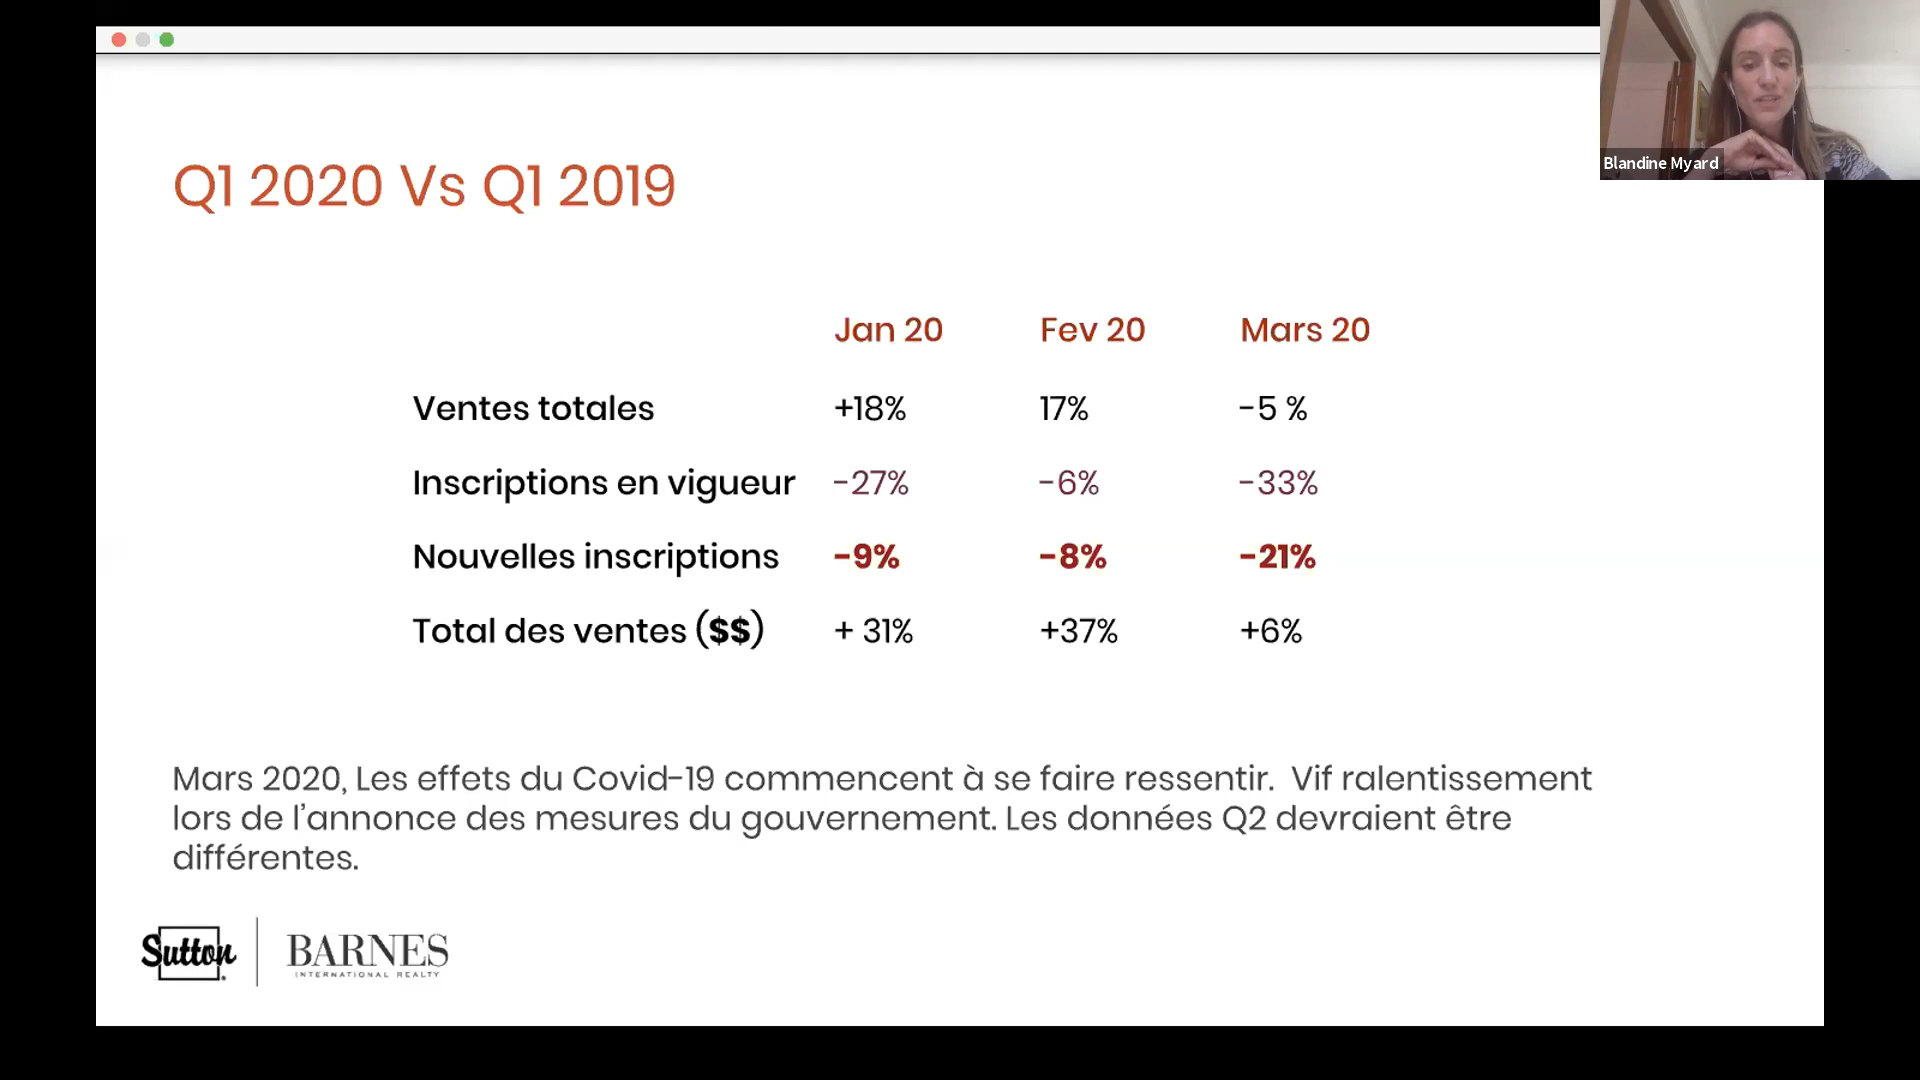 Blandine Myard
Q1 2020 Vs Q1 2019
Jan 20 Fev 20 Mars 20
Ventes totales +18% 17% -5 %
Inscriptions en vigueur -27% -6% -33%
Nouvelles inscriptions -9% -8% -21%
Total des ventes ($$) + 31% +37% +6%
Mars 2020, Les effets du Covid-19 commencent à se faire ressentir. Vif ralentissement
lors de l'annonce des mesures du gouvernement. Les données Q2 devraient être
différentes.
Sutton
BARNES
INTERNATIONAL REALTY